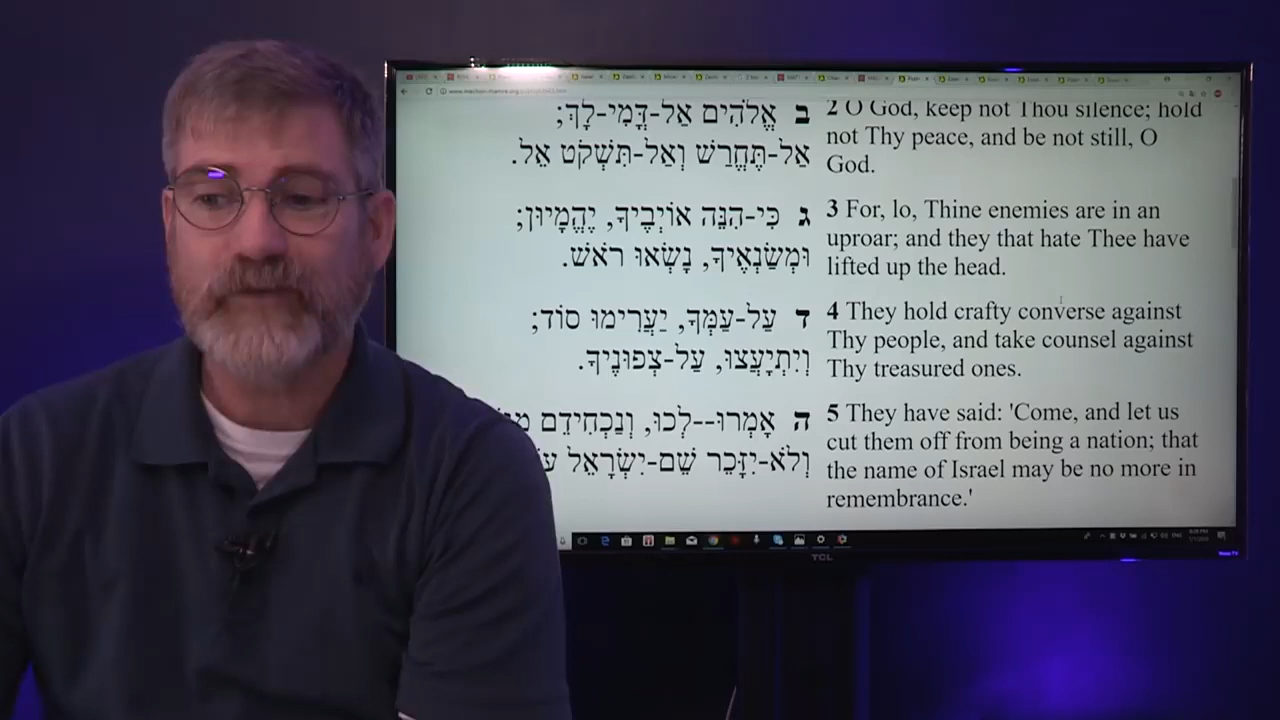 ב אֱלֹהִים אַל-דֳּמִי-לָךְ;
אַל-תֶּחֱרַשׁ וְאַל-תִּשְׁקֹט אֵל.
2 O God, keep not Thou silence; hold
not Thy peace, and be not still, O
God.
ג כִּי-הִנֵּה אוֹיְבֶיךָ, יֶהֱמָיוּן;
וּמְשַׂנְאֶיךָ, נָשְׂאוּ רֹאשׁ.
3 For, lo, Thine enemies are in an
uproar; and they that hate Thee have
lifted up the head.
ד עַל-עַמְּךָ, יַעֲרִימוּ סוֹד;
וְיִתְיָעֲצוּ, עַל-צְפוּנֶיךָ.
4 They hold crafty converse against
Thy people, and take counsel against
Thy treasured ones.
ה אָמְרוּ--לְכוּ, וְנַכְחִידֵם
וְלֹא-יִזָּכֵר שֵׁם-יִשְׂרָאֵל
5 They have said: 'Come, and let us
cut them off from being a nation; that
the name of Israel may be no more in
remembrance.'
TCL